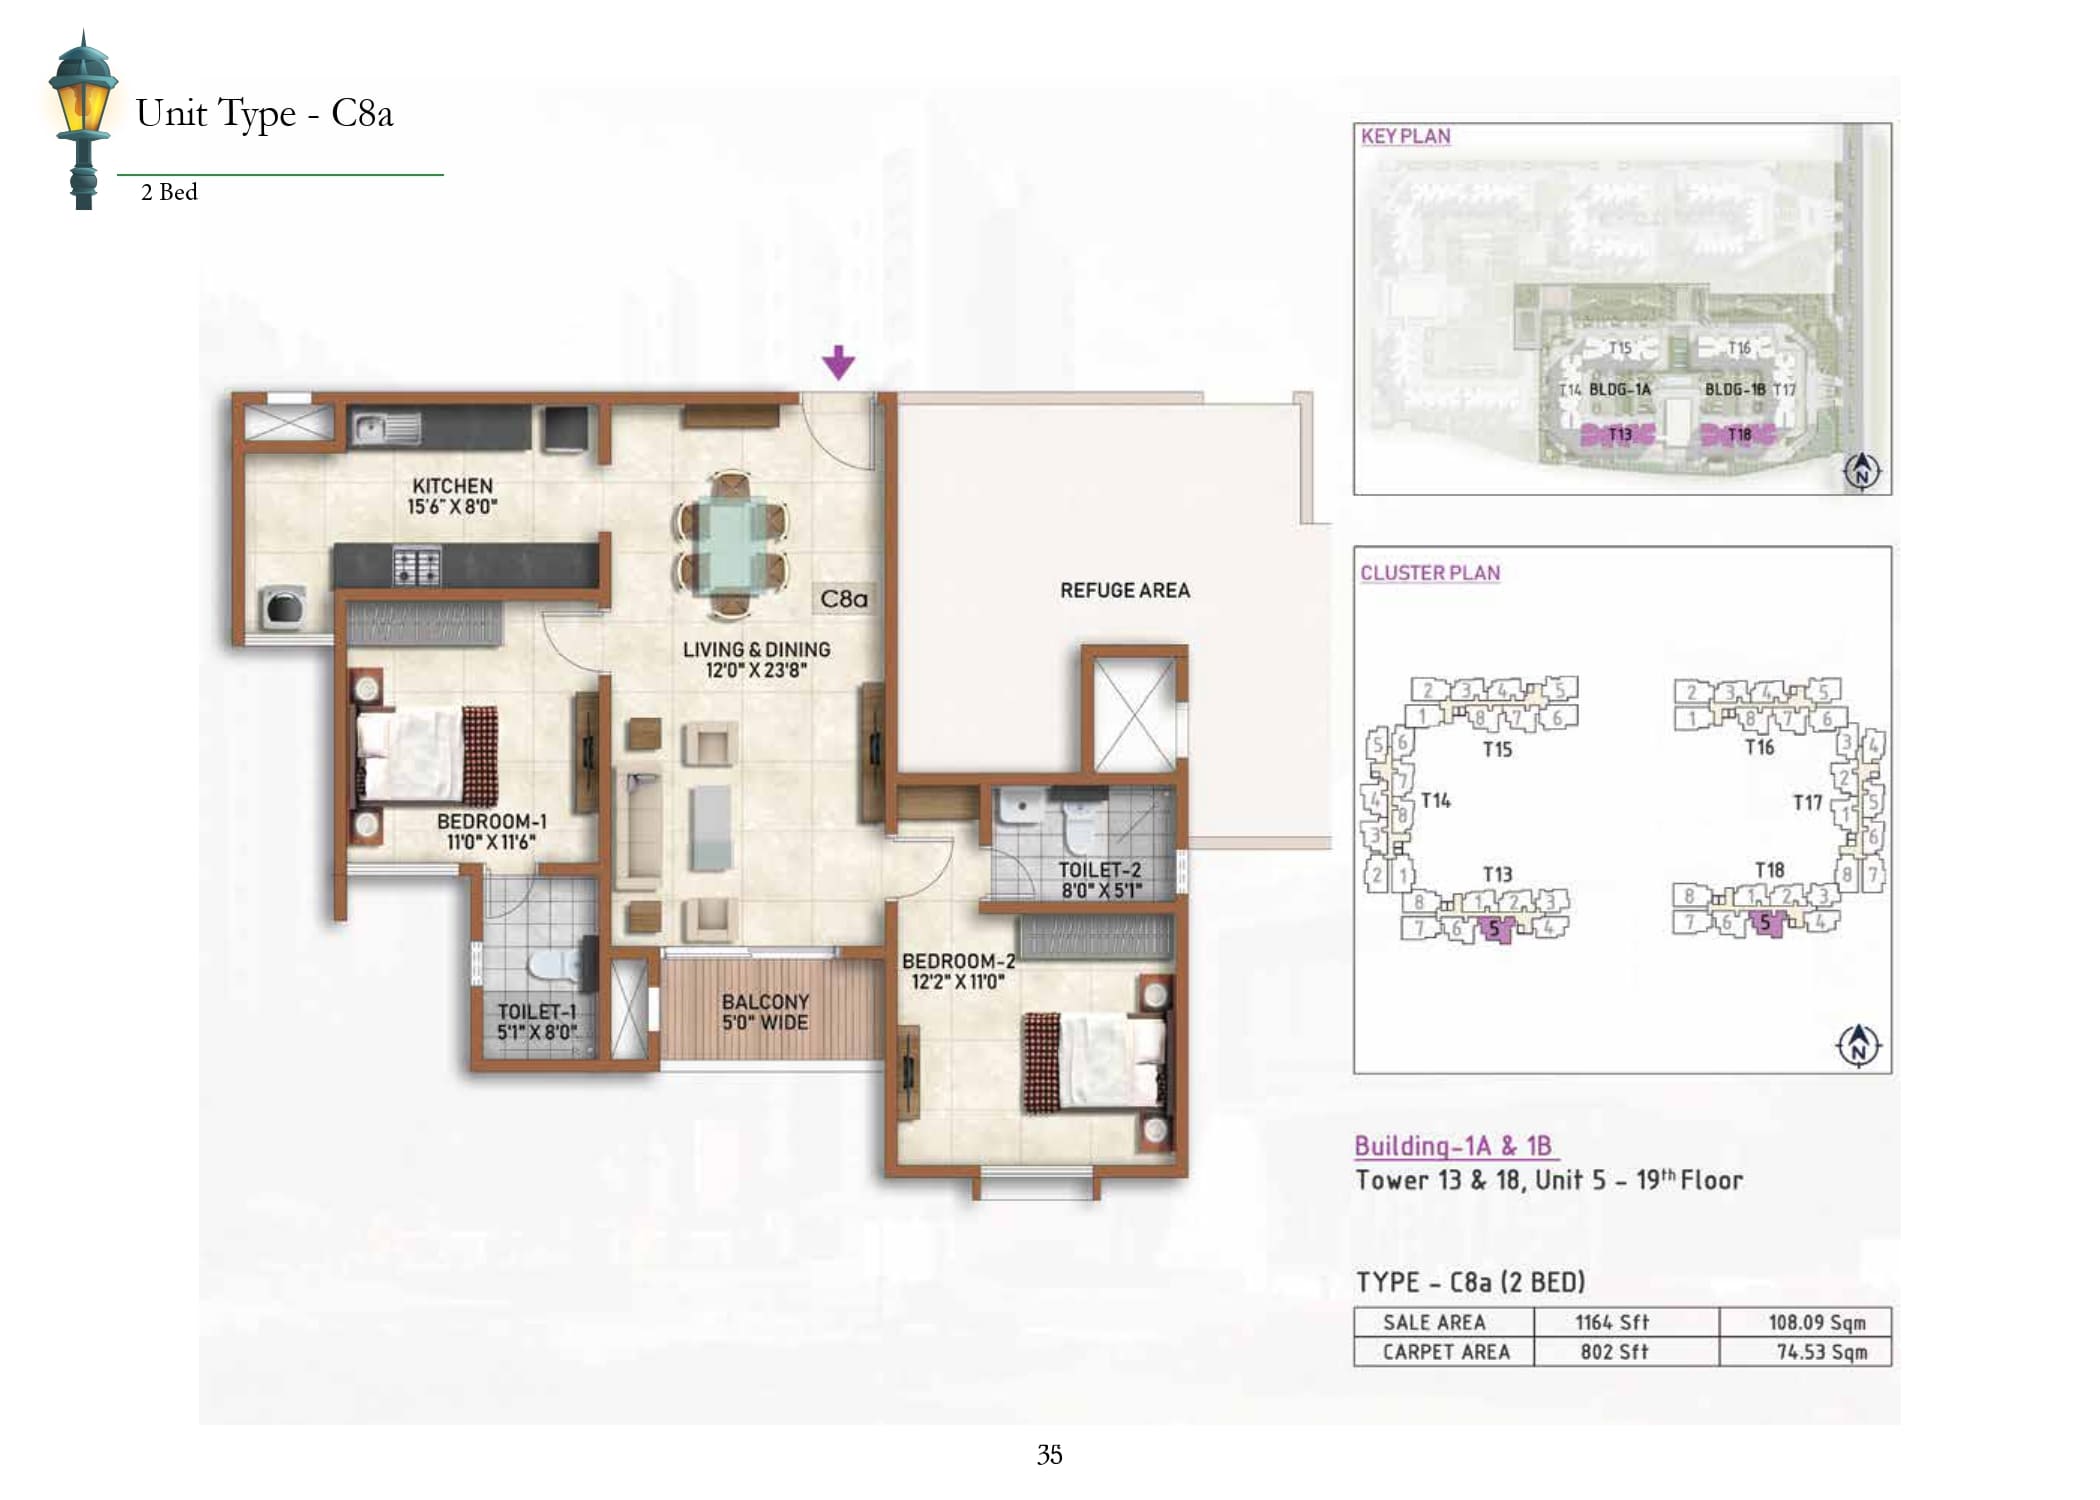 Unit Type - C8a
2 Bed
KITCHEN
15'6" X 8'0"
C8a
LIVING & DINING
12'0" X 23'8"
REFUGE AREA
BEDROOM-1
11'0" X 11'6"
TOILET-2
8'0" X 5'1"
BEDROOM-2
12'2" X 11'0"
BALCONY
5'0" WIDE
TOILET-1
5'1" X 8'0"
KEY PLAN
T15
T16
T14 BLDG-1A
BLDG-1B T17
T13
T18
N
CLUSTER PLAN
2 3 4 5
1 8 7 6
T15
2 3 4 5
1 8 7 6
T16
5 6
7
4
8
3
2 1
T14
3 4
2
5
1
6
8 7
T17
T13
8 1 2 3
7 6 5 4
T18
8 1 2 3
7 6 5 4
N
Building-1A & 1B
Tower 13 & 18, Unit 5 - 19th Floor
TYPE - C8a (2 BED)
SALE AREA 1164 Sft 108.09 Sqm
CARPET AREA 802 Sft 74.53 Sqm
35